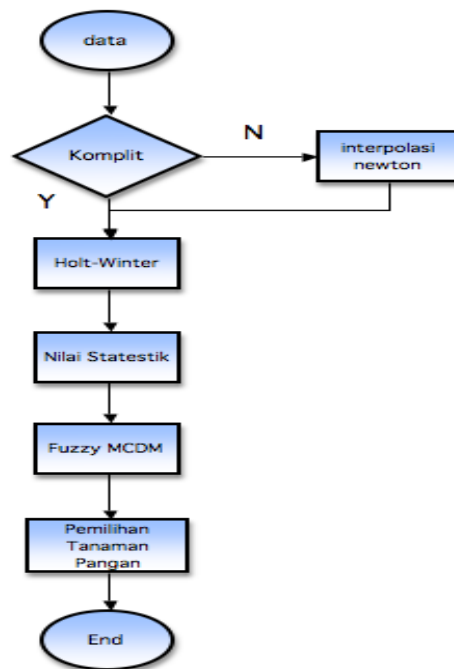 data
Komplit
N
interpolasi
newton
Y
Holt-Winter
Nilai Statestik
Fuzzy MCDM
Pemilihan
Tanaman
Pangan
End